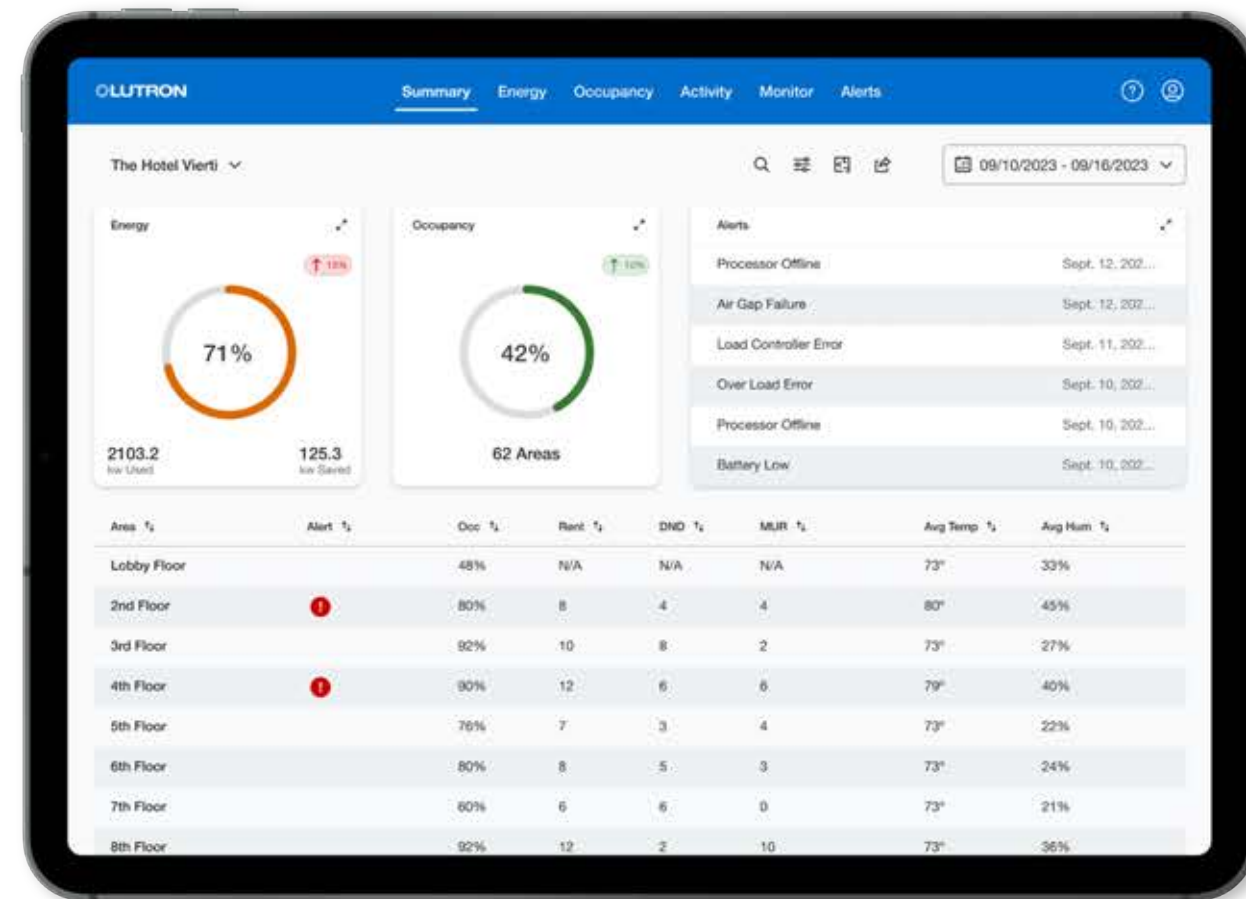 LUTRON
Summary Energy Occupancy Activity Monitor Alerts
The Hotel Vierti
09/10/2023 - 09/16/2023
Energy
71%
2103.2 125.3
kw Used kw Saved
Occupancy
10%
42%
62 Areas
Alerts
Processor Offline Sept. 12, 202...
Air Gap Failure Sept. 12, 202...
Load Controller Error Sept. 11, 202...
Over Load Error Sept. 10, 202...
Processor Offline Sept. 10, 202...
Battery Low Sept. 10, 202...
Area Alert Occ Rent DND MUR Avg Temp Avg Hum
Lobby Floor 48% N/A N/A N/A 73° 33%
2nd Floor ! 80% 8 4 4 80° 45%
3rd Floor 92% 10 8 2 73° 27%
4th Floor ! 90% 12 6 6 79° 40%
5th Floor 76% 7 3 4 73° 22%
6th Floor 80% 8 5 3 73° 24%
7th Floor 60% 6 6 0 73° 21%
8th Floor 92% 12 2 10 73° 36%